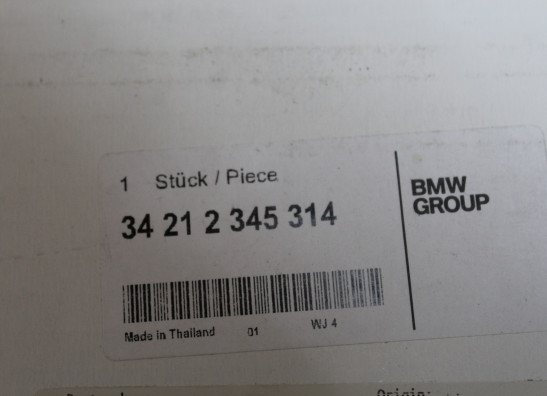 1 Stück / Piece
34 21 2 345 314
BMW
GROUP
Made in Thailand 01 WJ 4
Origin: